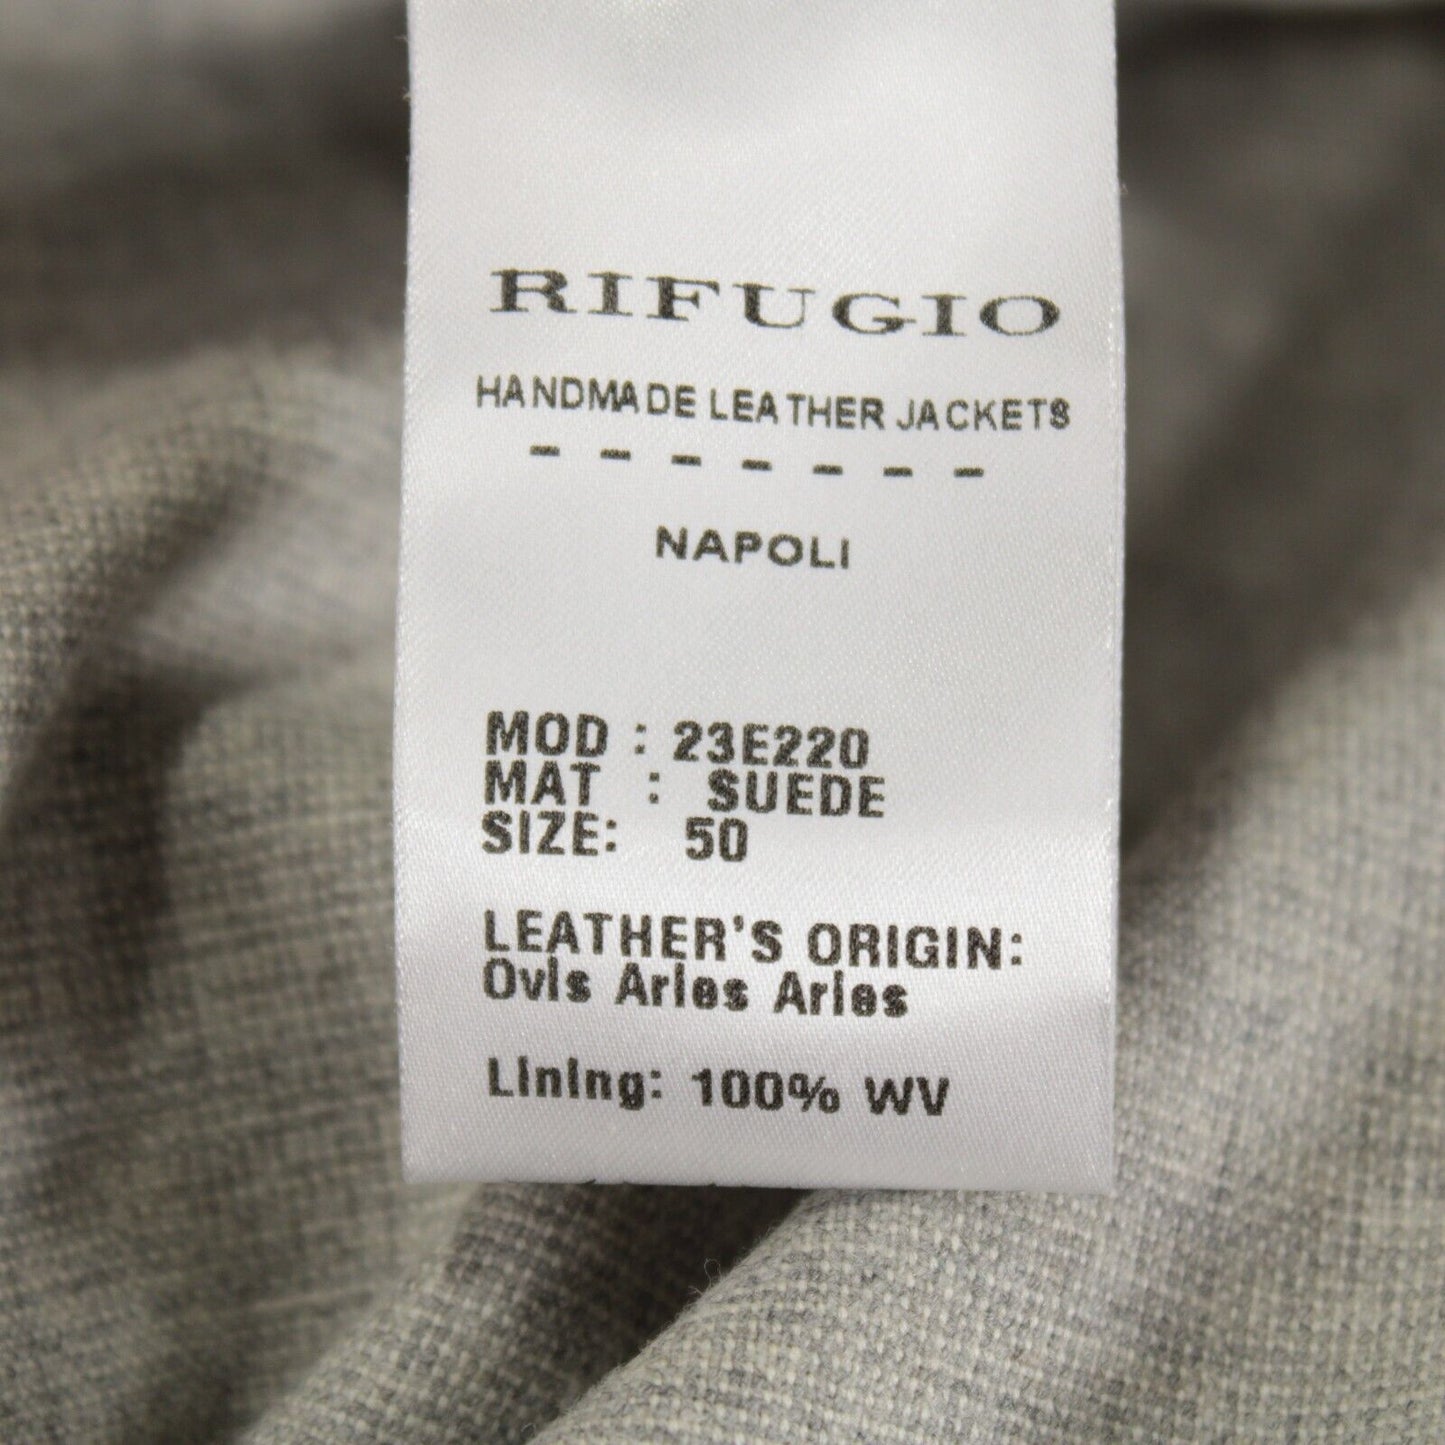 RIFUGIO
HANDMADE LEATHER JACKETS
- - - - - - -
NAPOLI
MOD : 23E220
MAT : SUEDE
SIZE: 50
LEATHER'S ORIGIN:
Ovis Aries Aries
Lining: 100% WV